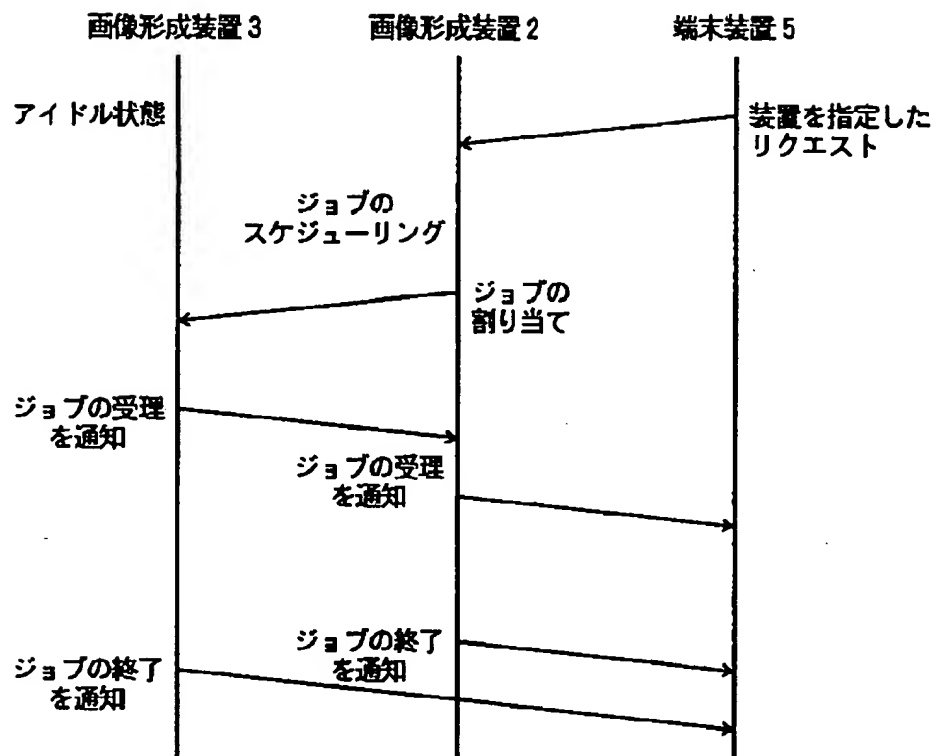 画像形成装置3
画像形成装置2
端末装置5
アイドル状態
装置を指定した
リクエスト
ジョブの
スケジューリング
ジョブの
割り当て
ジョブの受理
を通知
ジョブの受理
を通知
ジョブの終了
を通知
ジョブの終了
を通知